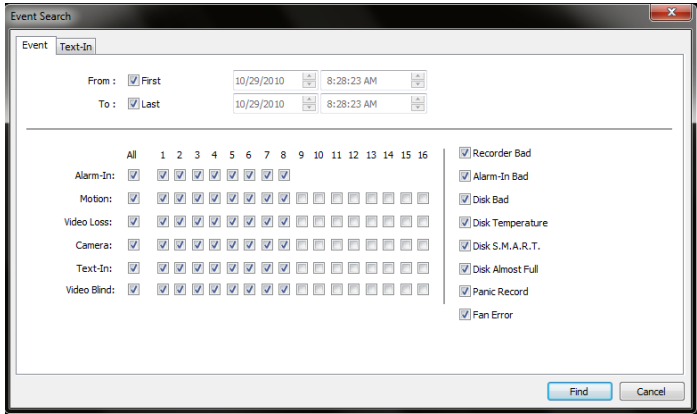 Event Search
Event Text-In
From : First 10/29/2010 8:28:23 AM
To : Last 10/29/2010 8:28:23 AM
All 1 2 3 4 5 6 7 8 9 10 11 12 13 14 15 16
Alarm-In:
Motion:
Video Loss:
Camera:
Text-In:
Video Blind:
Recorder Bad
Alarm-In Bad
Disk Bad
Disk Temperature
Disk S.M.A.R.T.
Disk Almost Full
Panic Record
Fan Error
Find Cancel